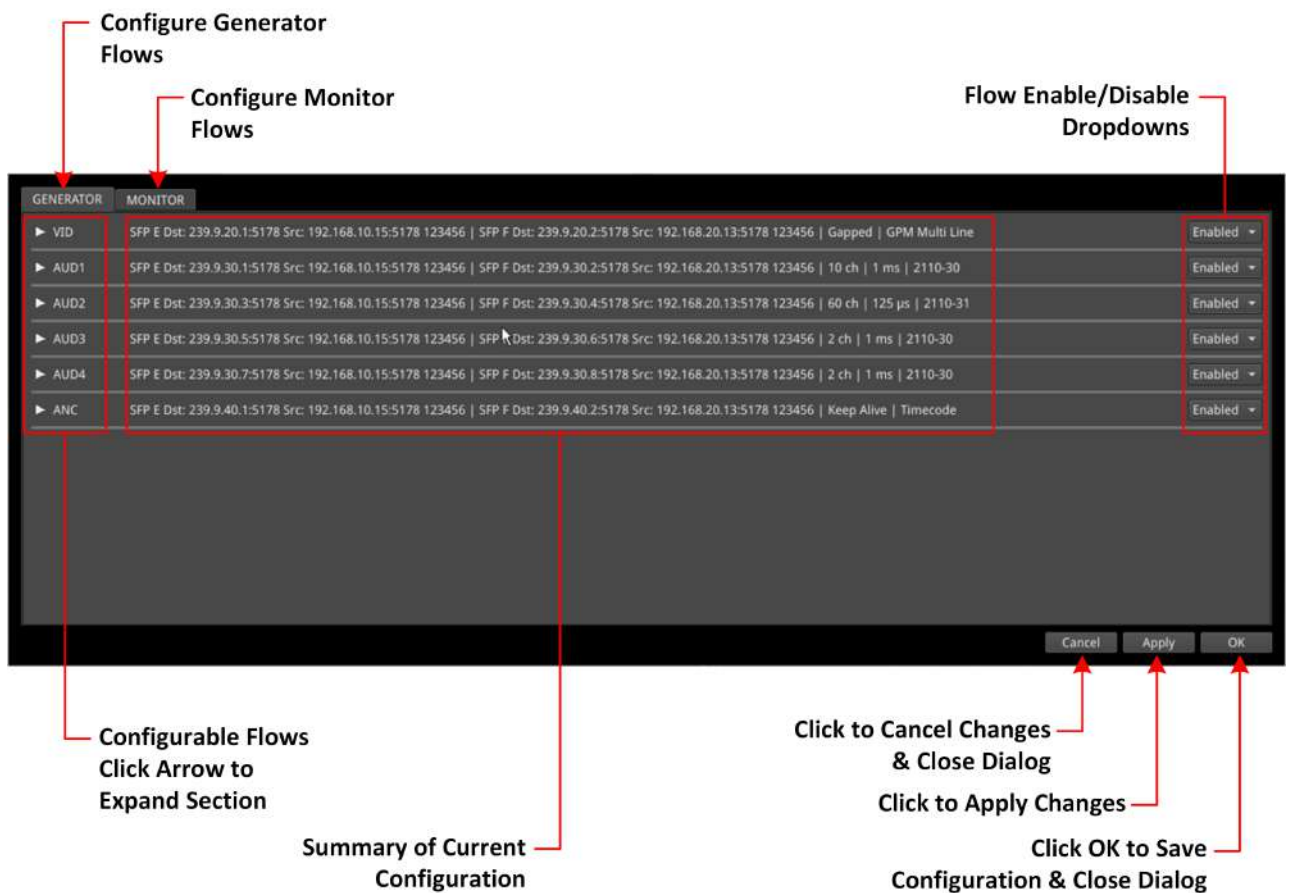 Configure Generator
Flows
Configure Monitor
Flows
Flow Enable/Disable
Dropdowns
GENERATOR MONITOR
VID SFP E Dst: 239.9.20.1:5178 Src: 192.168.10.15:5178 123456 | SFP F Dst: 239.9.20.2:5178 Src: 192.168.20.13:5178 123456 | Gapped | GPM Multi Line Enabled
AUD1 SFP E Dst: 239.9.30.1:5178 Src: 192.168.10.15:5178 123456 | SFP F Dst: 239.9.30.2:5178 Src: 192.168.20.13:5178 123456 | 10 ch | 1 ms | 2110-30 Enabled
AUD2 SFP E Dst: 239.9.30.3:5178 Src: 192.168.10.15:5178 123456 | SFP F Dst: 239.9.30.4:5178 Src: 192.168.20.13:5178 123456 | 60 ch | 125 µs | 2110-31 Enabled
AUD3 SFP E Dst: 239.9.30.5:5178 Src: 192.168.10.15:5178 123456 | SFP Dst: 239.9.30.6:5178 Src: 192.168.20.13:5178 123456 | 2 ch | 1 ms | 2110-30 Enabled
AUD4 SFP E Dst: 239.9.30.7:5178 Src: 192.168.10.15:5178 123456 | SFP F Dst: 239.9.30.8:5178 Src: 192.168.20.13:5178 123456 | 2 ch | 1 ms | 2110-30 Enabled
ANC SFP E Dst: 239.9.40.1:5178 Src: 192.168.10.15:5178 123456 | SFP F Dst: 239.9.40.2:5178 Src: 192.168.20.13:5178 123456 | Keep Alive | Timecode Enabled
Cancel Apply OK
Configurable Flows
Click Arrow to
Expand Section
Click to Cancel Changes
& Close Dialog
Click to Apply Changes
Summary of Current
Configuration
Click OK to Save
Configuration & Close Dialog